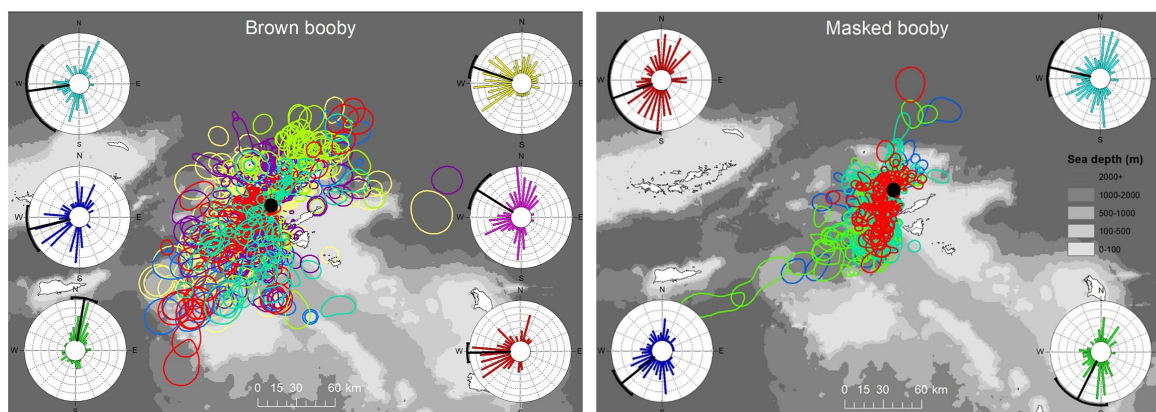 Brown booby
N
W
E
S
N
W
E
S
N
W
E
S
N
W
E
S
N
W
E
S
N
W
E
0 15 30 60 km
Masked booby
N
W
E
S
N
W
E
S
Sea depth (m)
2000+
1000-2000
500-1000
100-500
0-100
N
W
E
S
N
W
E
S
0 15 30 60 km